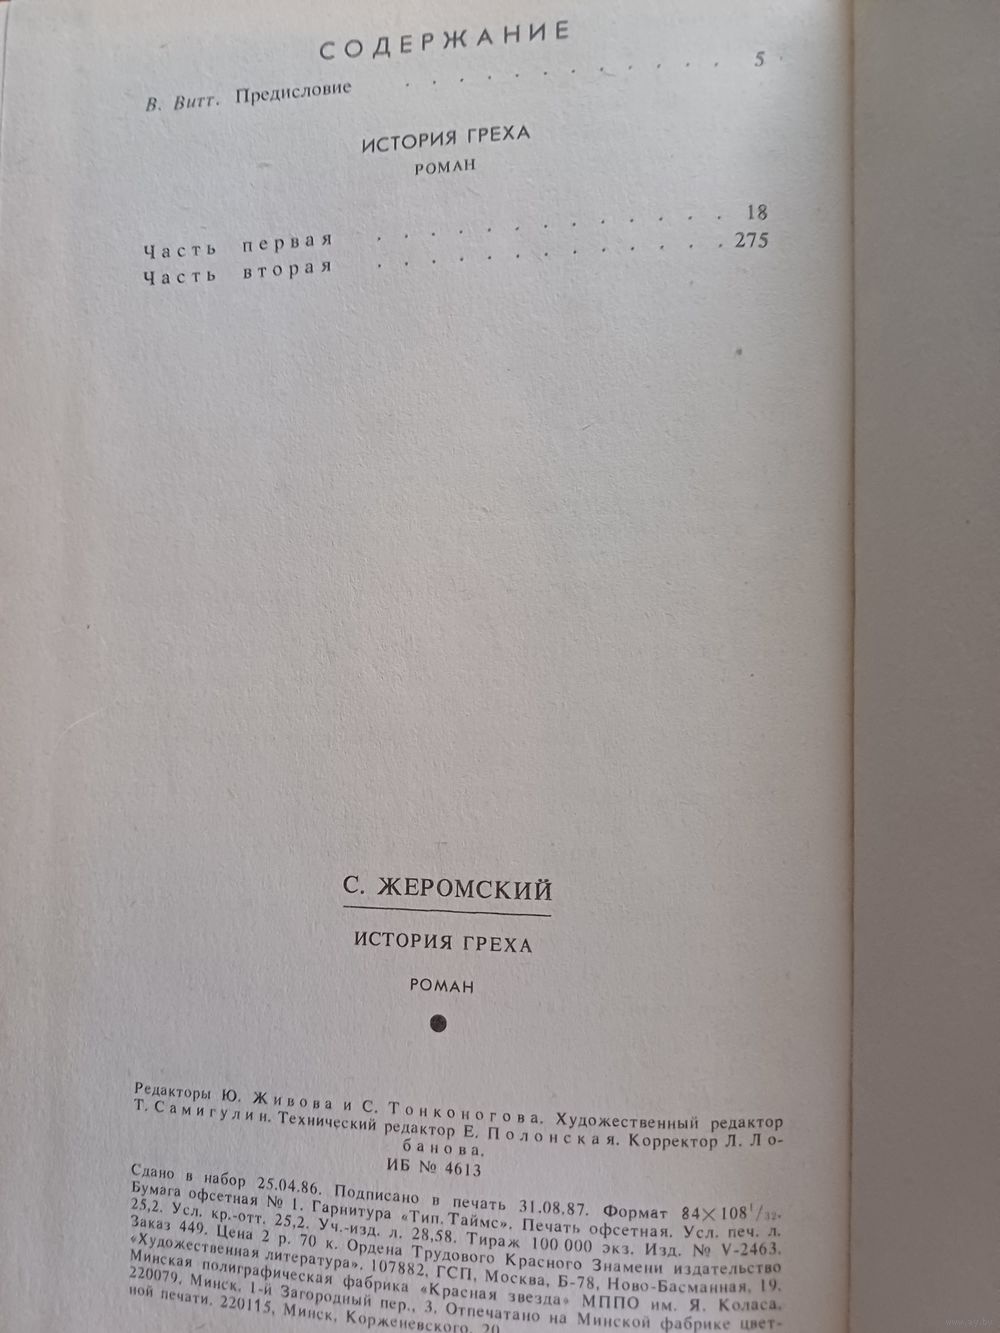 СОДЕРЖАНИЕ
В. Витт. Предисловие . . . . . . . . . . . . 5
ИСТОРИЯ ГРЕХА
РОМАН
Часть первая . . . . . . . . . . . . . 18
Часть вторая . . . . . . . . . . . . . 275
С. ЖЕРОМСКИЙ
ИСТОРИЯ ГРЕХА
РОМАН
Редакторы Ю. Живова и С. Тонконогова. Художественный редактор
Т. Самигулин. Технический редактор Е. Полонская. Корректор Л. Ло-
банова.
ИБ № 4613
Сдано в набор 25.04.86. Подписано в печать 31.08.87. Формат 84×108¹/₃₂.
Бумага офсетная № 1. Гарнитура «Тип. Таймс». Печать офсетная. Усл. печ. л.
25,2. Усл. кр.-отт. 25,2. Уч.-изд. л. 28,58. Тираж 100 000 экз. Изд. № V-2463.
Заказ 449. Цена 2 р. 70 к. Ордена Трудового Красного Знамени издательство
«Художественная литература». 107882, ГСП, Москва, Б-78, Ново-Басманная, 19.
Минская полиграфическая фабрика «Красная звезда» МППО им. Я. Коласа.
220079, Минск, 1-й Загородный пер., 3. Отпечатано на Минской фабрике цвет-
ной печати. 220115, Минск, Корженевского, 20.
www.ay.by